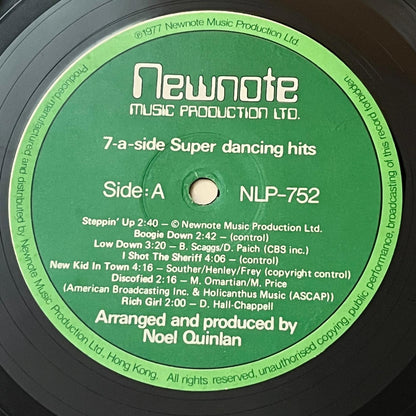 ℗1977 Newnote Music Production Ltd.
Newnote
MUSIC PRODUCTION LTD.
7-a-side Super dancing hits
Side: A NLP-752
Steppin' Up 2:40 – © Newnote Music Production Ltd.
Boogie Down 2:42 – (control)
Low Down 3:20 – B. Scaggs/D. Paich (CBS inc.)
I Shot The Sheriff 4:06 – (control)
New Kid In Town 4:16 – Souther/Henley/Frey (copyright control)
Discofied 2:16 – M. Omartian/M. Price
(American Broadcasting Inc. & Holicanthus Music (ASCAP))
Rich Girl 2:00 – D. Hall-Chappell
Arranged and produced by
Noel Quinlan
Produced, manufactured and distributed by Newnote Music Production Ltd., Hong Kong.
All rights reserved, unauthorised copying, public performance, broadcasting of this record forbidden